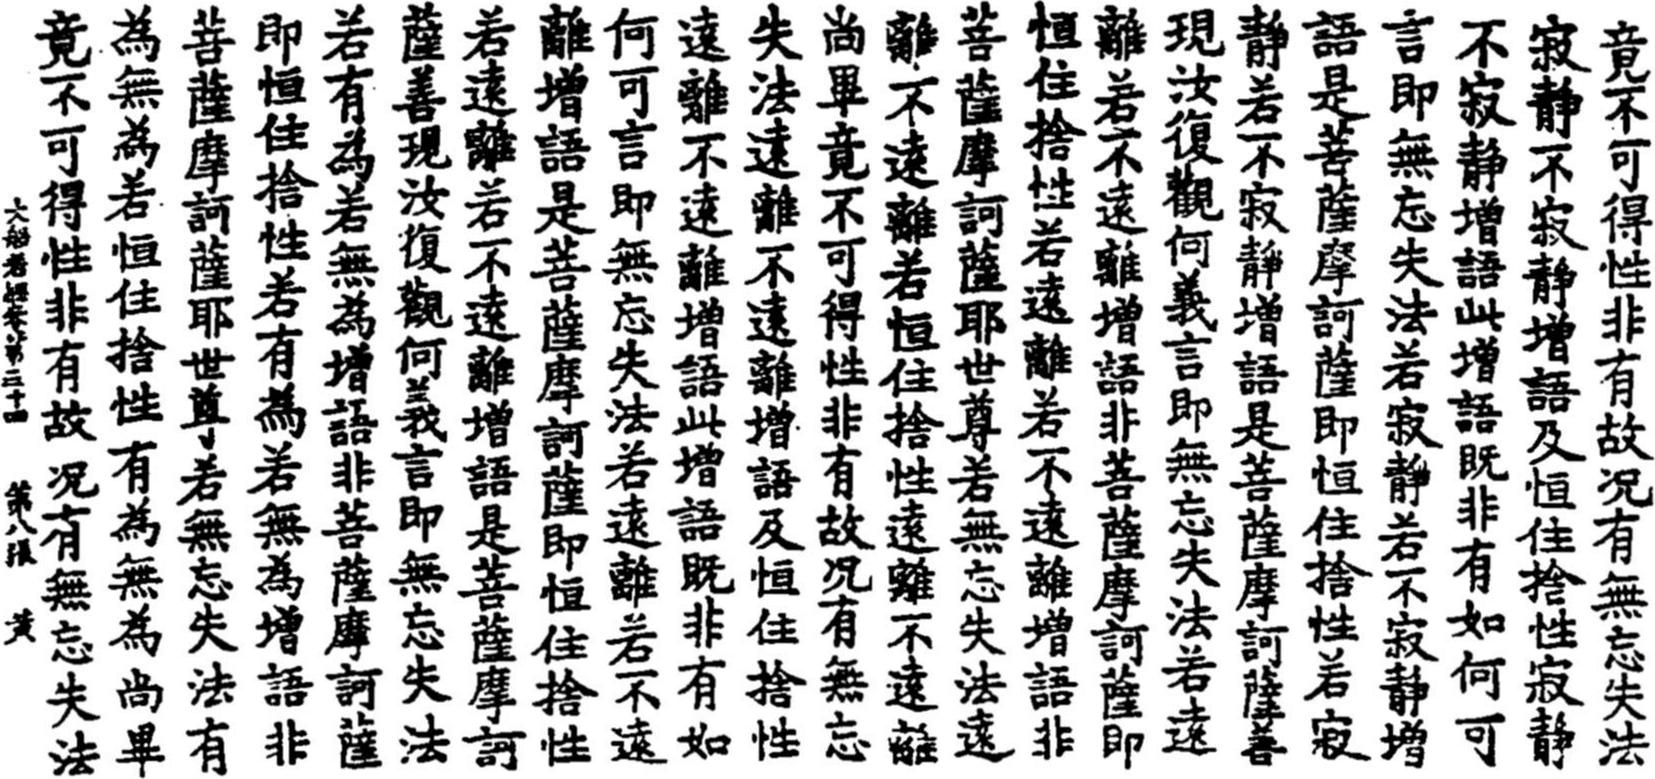 竟不可得性非有故况有無忘失法
寂靜不寂靜增語及恒住捨性寂靜
不寂靜增語此增語既非有如何可
言即無忘失法若寂靜若不寂靜增
語是菩薩摩訶薩即恒住捨性若寂
靜若不寂靜增語是菩薩摩訶薩善
現汝復觀何義言即無忘失法若遠
離若不遠離增語非菩薩摩訶薩即
恒住捨性若遠離若不遠離增語非
菩薩摩訶薩耶世尊若無忘失法遠
離不遠離若恒住捨性遠離不遠離
尚畢竟不可得性非有故况有無忘
失法遠離不遠離增語及恒住捨性
遠離不遠離增語此增語既非有如
何可言即無忘失法若遠離若不遠
離增語是菩薩摩訶薩即恒住捨性
若遠離若不遠離增語是菩薩摩訶
薩善現汝復觀何義言即無忘失法
若有為若無為增語非菩薩摩訶薩
即恒住捨性若有為若無為增語非
菩薩摩訶薩耶世尊若無忘失法有
為無為若恒住捨性有為無為尚畢
竟不可得性非有故况有無忘失法
大般若經卷第三十四 第八張 黃